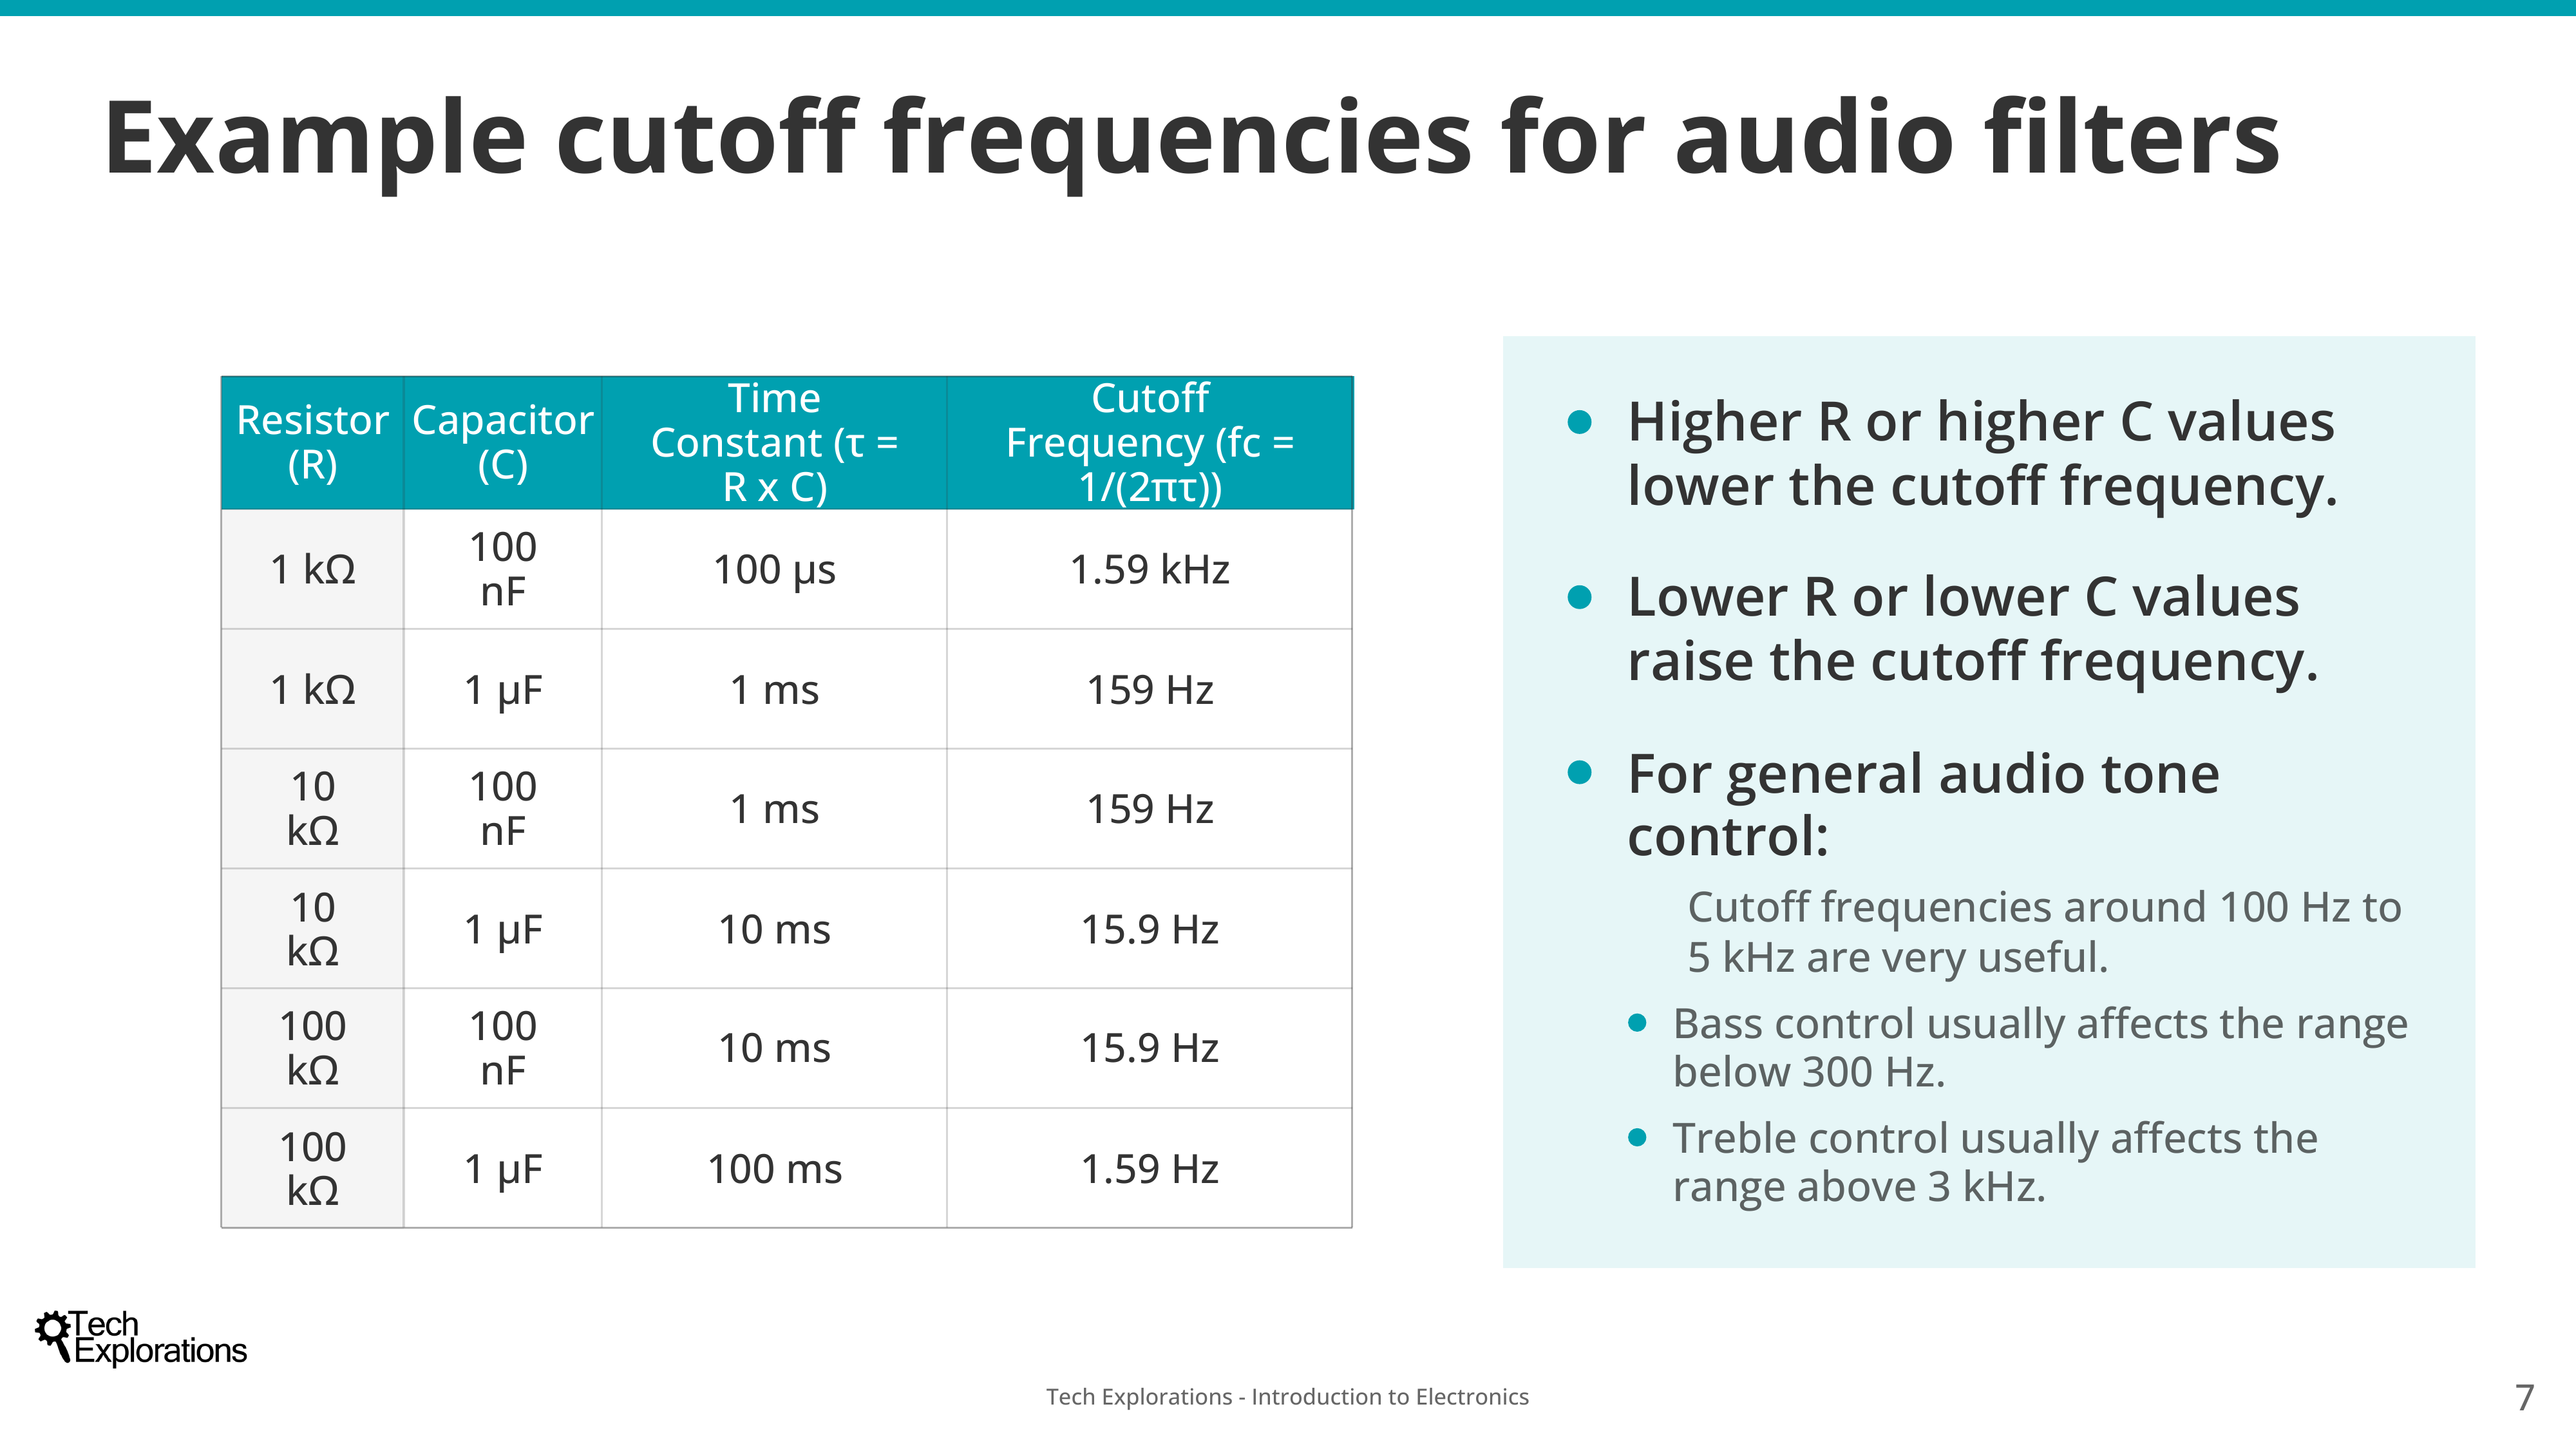 Example cutoff frequencies for audio filters
Resistor
(R)
Capacitor
(C)
Time
Constant (τ =
R x C)
Cutoff
Frequency (fc =
1/(2πτ))
1 kΩ
100
nF
100 μs
1.59 kHz
1 kΩ
1 μF
1 ms
159 Hz
10
kΩ
100
nF
1 ms
159 Hz
10
kΩ
1 μF
10 ms
15.9 Hz
100
kΩ
100
nF
10 ms
15.9 Hz
100
kΩ
1 μF
100 ms
1.59 Hz
Higher R or higher C values
lower the cutoff frequency.
Lower R or lower C values
raise the cutoff frequency.
For general audio tone
control:
Cutoff frequencies around 100 Hz to
5 kHz are very useful.
Bass control usually affects the range
below 300 Hz.
Treble control usually affects the
range above 3 kHz.
Tech
Explorations
Tech Explorations - Introduction to Electronics
7